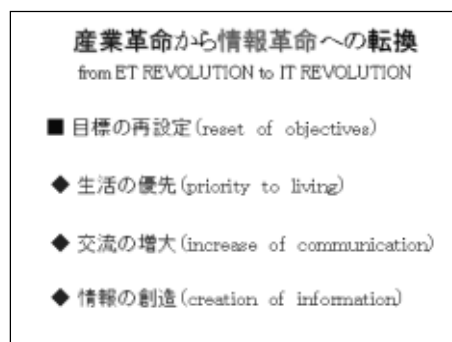 産業革命から情報革命への転換
from ET REVOLUTION to IT REVOLUTION
■ 目標の再設定(reset of objectives)
◆ 生活の優先(priority to living)
◆ 交流の増大(increase of communication)
◆ 情報の創造(creation of information)